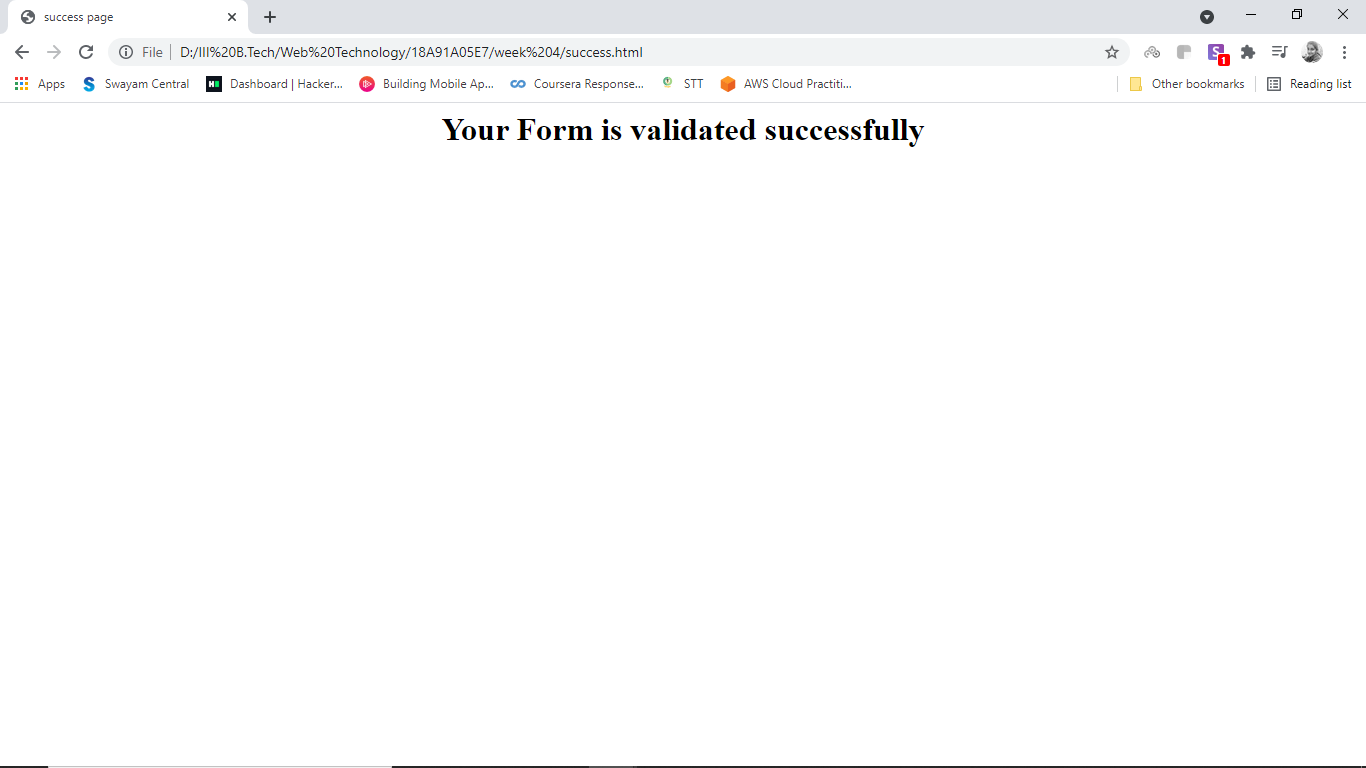 success page
File D:/III%20B.Tech/Web%20Technology/18A91A05E7/week%204/success.html
Apps Swayam Central Dashboard | Hacker... Building Mobile Ap... Coursera Response... STT AWS Cloud Practiti... Other bookmarks Reading list
S 1
Your Form is validated successfully